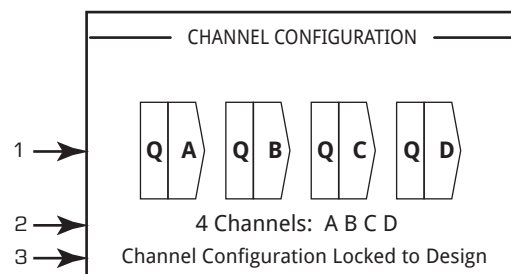 CHANNEL CONFIGURATION
1 Q A Q B Q C Q D
2 4 Channels: A B C D
3 Channel Configuration Locked to Design